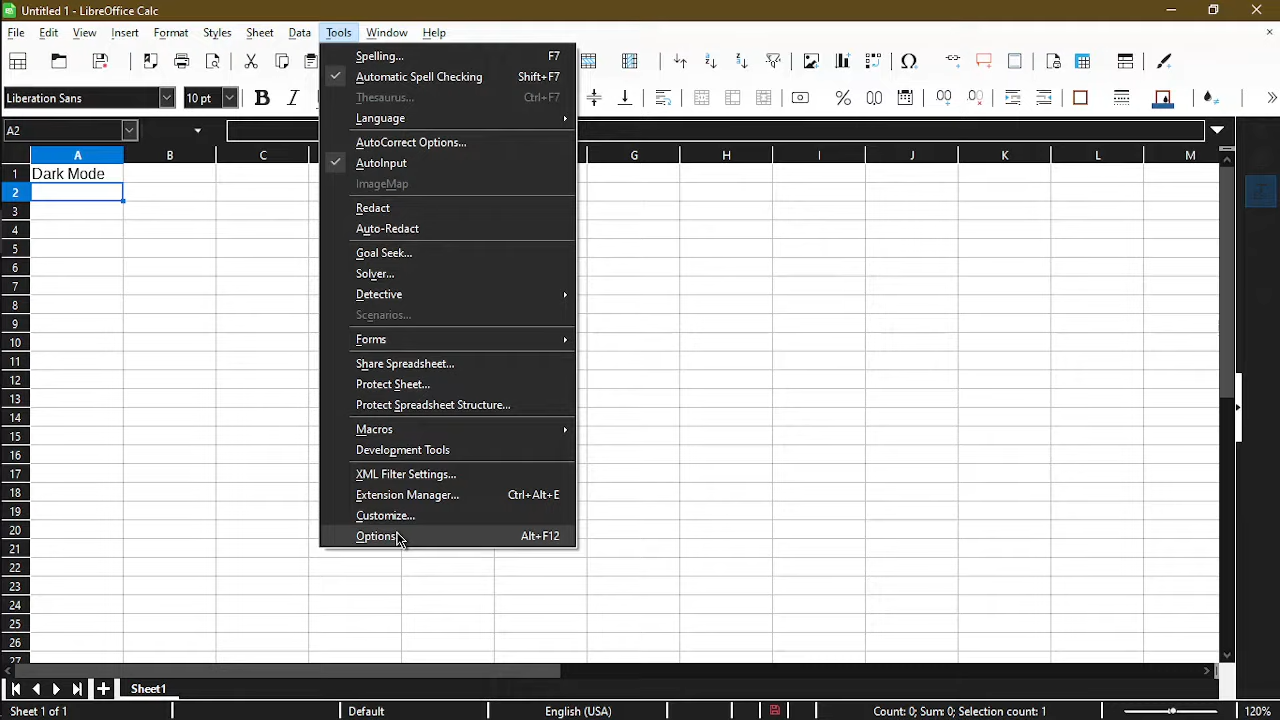 Untitled 1 - LibreOffice Calc
File Edit View Insert Format Styles Sheet Data Tools Window Help
Liberation Sans 10 pt B I
A2
A B C G H I J K L M
1 Dark Mode
2
3
4
5
6
7
8
9
10
11
12
13
14
15
16
17
18
19
20
21
22
23
24
25
26
27
Spelling... F7
Automatic Spell Checking Shift+F7
Thesaurus... Ctrl+F7
Language
AutoCorrect Options...
AutoInput
ImageMap
Redact
Auto-Redact
Goal Seek...
Solver...
Detective
Scenarios...
Forms
Share Spreadsheet...
Protect Sheet...
Protect Spreadsheet Structure...
Macros
Development Tools
XML Filter Settings...
Extension Manager... Ctrl+Alt+E
Customize...
Options Alt+F12
Sheet1
Sheet 1 of 1 Default English (USA) Count: 0; Sum: 0; Selection count: 1 120%